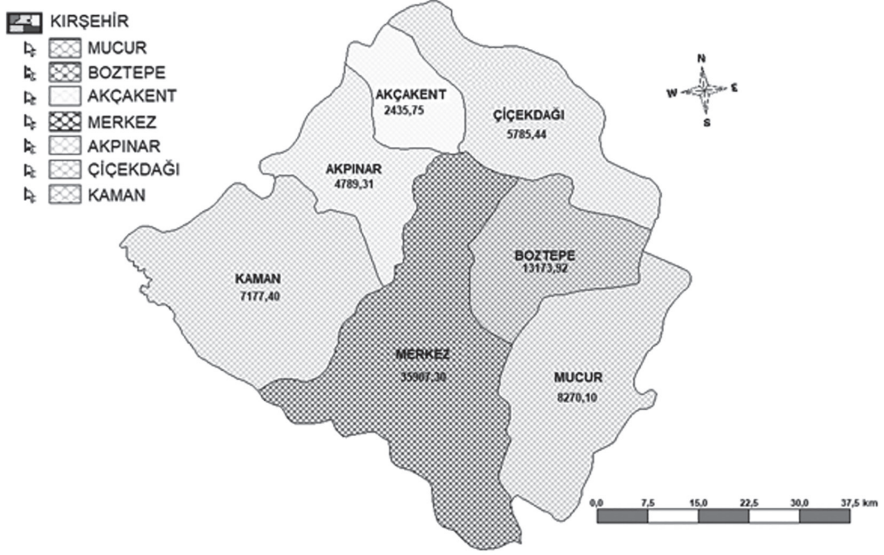 KIRŞEHİR
MUCUR
BOZTEPE
AKÇAKENT
MERKEZ
AKPINAR
ÇİÇEKDAĞI
KAMAN
AKÇAKENT
2435,75
ÇİÇEKDAĞI
5785,44
AKPINAR
4789,31
KAMAN
7177,40
BOZTEPE
13173,92
MERKEZ
35907,30
MUCUR
8270,10
N
W E
S
0,0 7,5 15,0 22,5 30,0 37,5 km